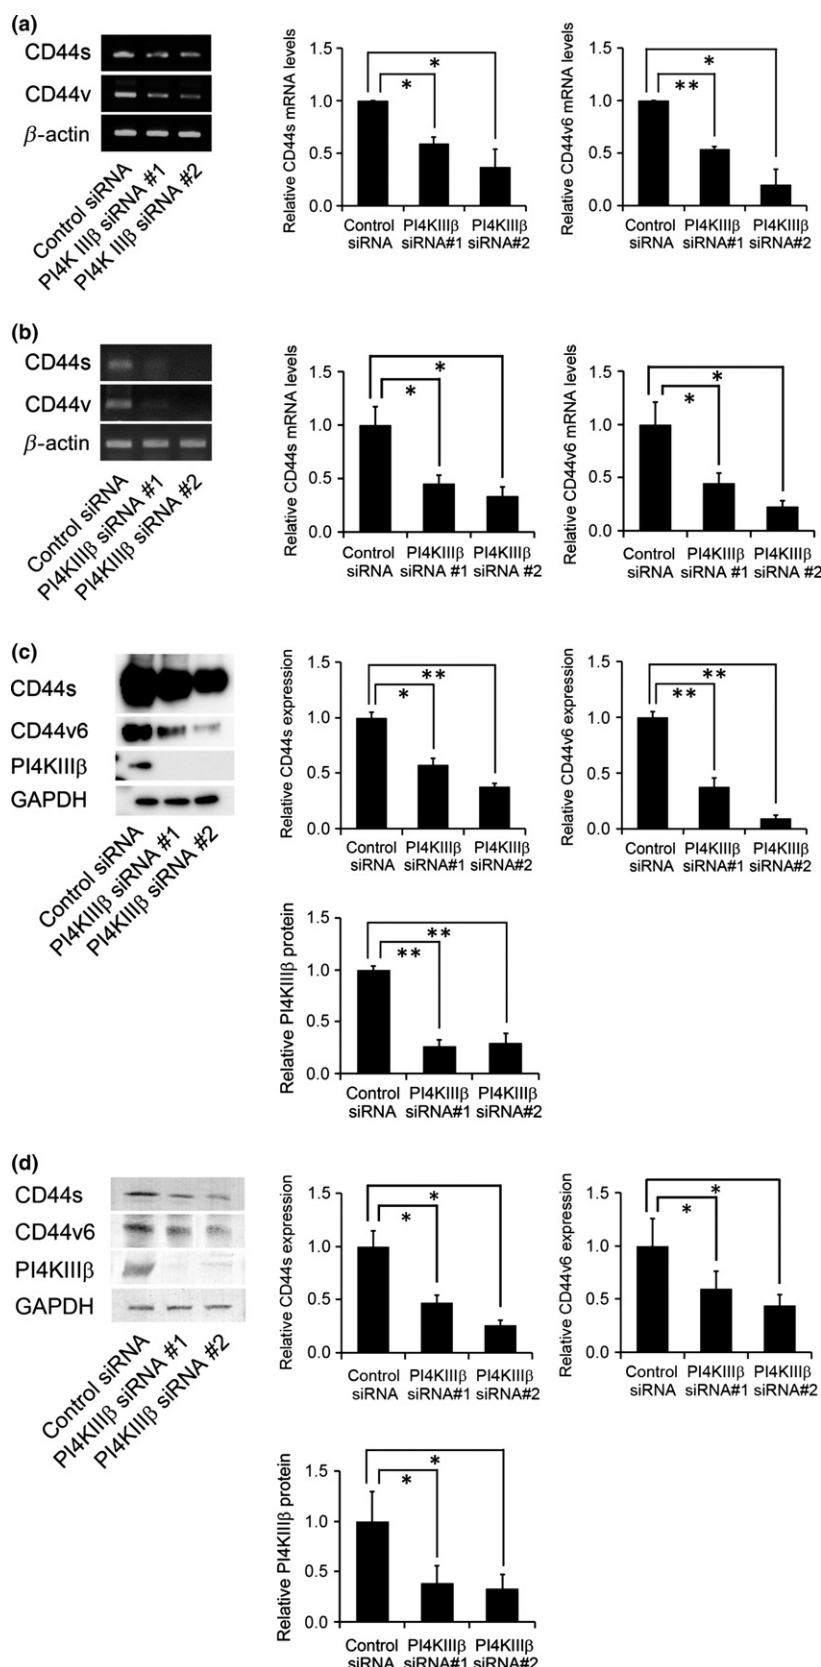 (a)
CD44s
CD44v
β-actin
Control siRNA
PI4K IIIβ siRNA #1
PI4K IIIβ siRNA #2
Relative CD44s mRNA levels
1.5
1.0
0.5
0.0
*
*
Control siRNA
PI4KIIIβ siRNA#1
PI4KIIIβ siRNA#2
Relative CD44v6 mRNA levels
1.5
1.0
0.5
0.0
*
**
Control siRNA
PI4KIIIβ siRNA#1
PI4KIIIβ siRNA#2
(b)
CD44s
CD44v
β-actin
Control siRNA
PI4KIIIβ siRNA #1
PI4KIIIβ siRNA #2
Relative CD44s mRNA levels
1.5
1.0
0.5
0.0
*
*
Control siRNA
PI4KIIIβ siRNA #1
PI4KIIIβ siRNA #2
Relative CD44v6 mRNA levels
1.5
1.0
0.5
0.0
*
*
Control siRNA
PI4KIIIβ siRNA #1
PI4KIIIβ siRNA #2
(c)
CD44s
CD44v6
PI4KIIIβ
GAPDH
Control siRNA
PI4KIIIβ siRNA #1
PI4KIIIβ siRNA #2
Relative CD44s expression
1.5
1.0
0.5
0.0
**
*
Control siRNA
PI4KIIIβ siRNA#1
PI4KIIIβ siRNA#2
Relative CD44v6 expression
1.5
1.0
0.5
0.0
**
**
Control siRNA
PI4KIIIβ siRNA#1
PI4KIIIβ siRNA#2
Relative PI4KIIIβ protein
1.5
1.0
0.5
0.0
**
**
Control siRNA
PI4KIIIβ siRNA#1
PI4KIIIβ siRNA#2
(d)
CD44s
CD44v6
PI4KIIIβ
GAPDH
Control siRNA
PI4KIIIβ siRNA #1
PI4KIIIβ siRNA #2
Relative CD44s expression
1.5
1.0
0.5
0.0
*
*
Control siRNA
PI4KIIIβ siRNA#1
PI4KIIIβ siRNA#2
Relative CD44v6 expression
1.5
1.0
0.5
0.0
*
*
Control siRNA
PI4KIIIβ siRNA#1
PI4KIIIβ siRNA#2
Relative PI4KIIIβ protein
1.5
1.0
0.5
0.0
*
*
Control siRNA
PI4KIIIβ siRNA#1
PI4KIIIβ siRNA#2